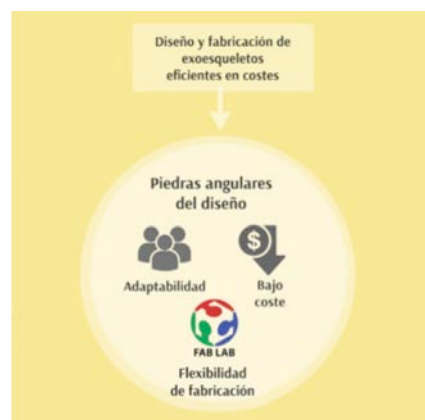 Diseño y fabricación de
exoesqueletos
eficientes en costes
Piedras angulares
del diseño
$
Adaptabilidad
Bajo
coste
FAB LAB
Flexibilidad
de fabricación